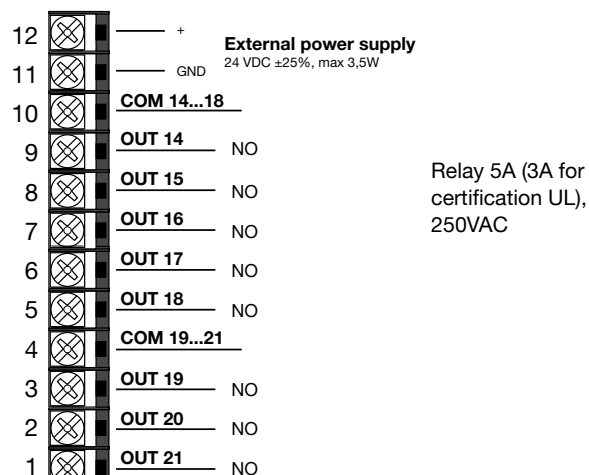 12 +
External power supply
11 GND 24 VDC ±25%, max 3,5W
10 COM 14...18
9 OUT 14 NO
8 OUT 15 NO
7 OUT 16 NO
6 OUT 17 NO
5 OUT 18 NO
4 COM 19...21
3 OUT 19 NO
2 OUT 20 NO
1 OUT 21 NO
Relay 5A (3A for
certification UL),
250VAC